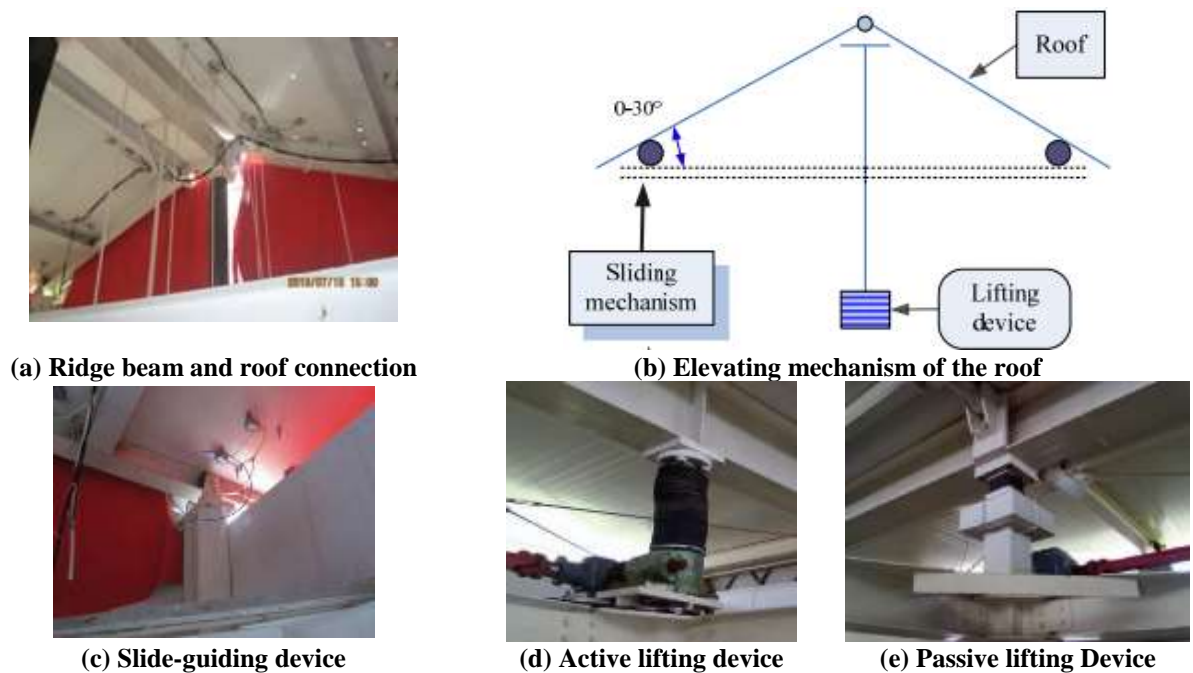 Roof
0-30°
Sliding
mechanism
Lifting
device
(a) Ridge beam and roof connection
(b) Elevating mechanism of the roof
(c) Slide-guiding device
(d) Active lifting device
(e) Passive lifting Device